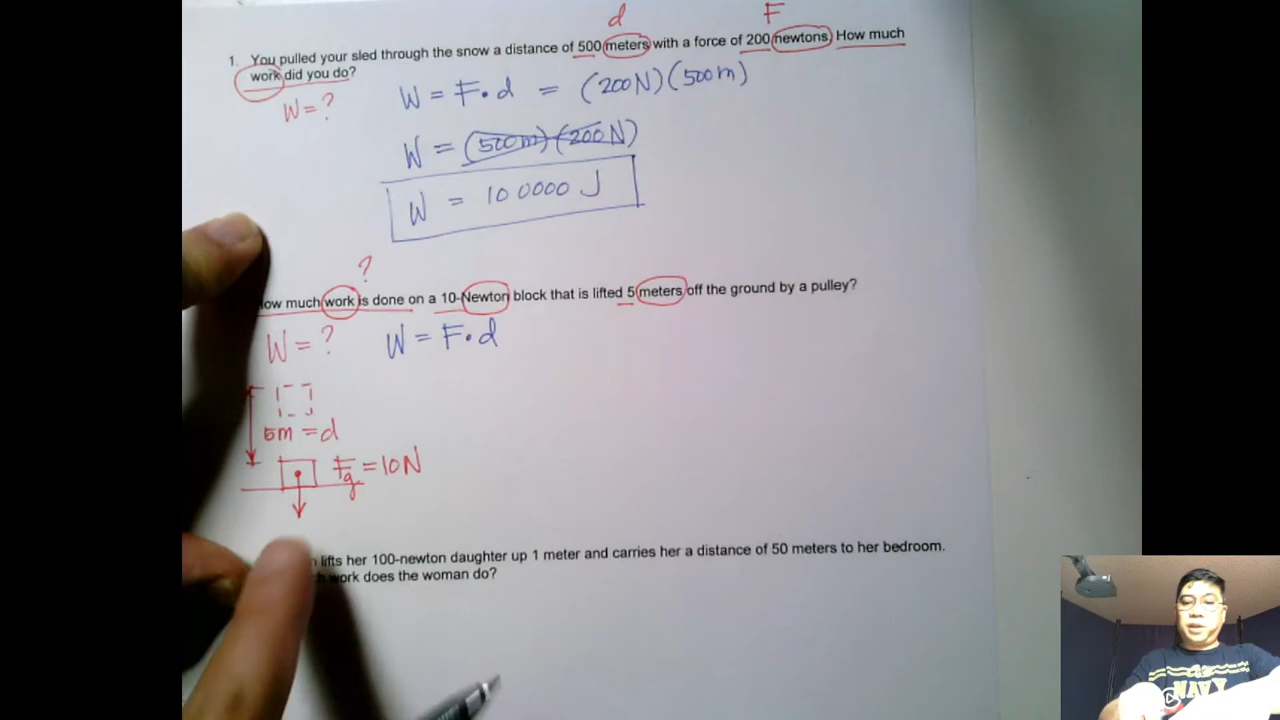 d F
1. You pulled your sled through the snow a distance of 500 meters with a force of 200 newtons. How much
work did you do?
W = ? W = F • d = (200N)(500m)
W = (500m)(200N)
W = 100000 J
?
ow much work is done on a 10-Newton block that is lifted 5 meters off the ground by a pulley?
W = ? W = F • d
5m = d
Fg = 10N
lifts her 100-newton daughter up 1 meter and carries her a distance of 50 meters to her bedroom.
work does the woman do?
NAVY